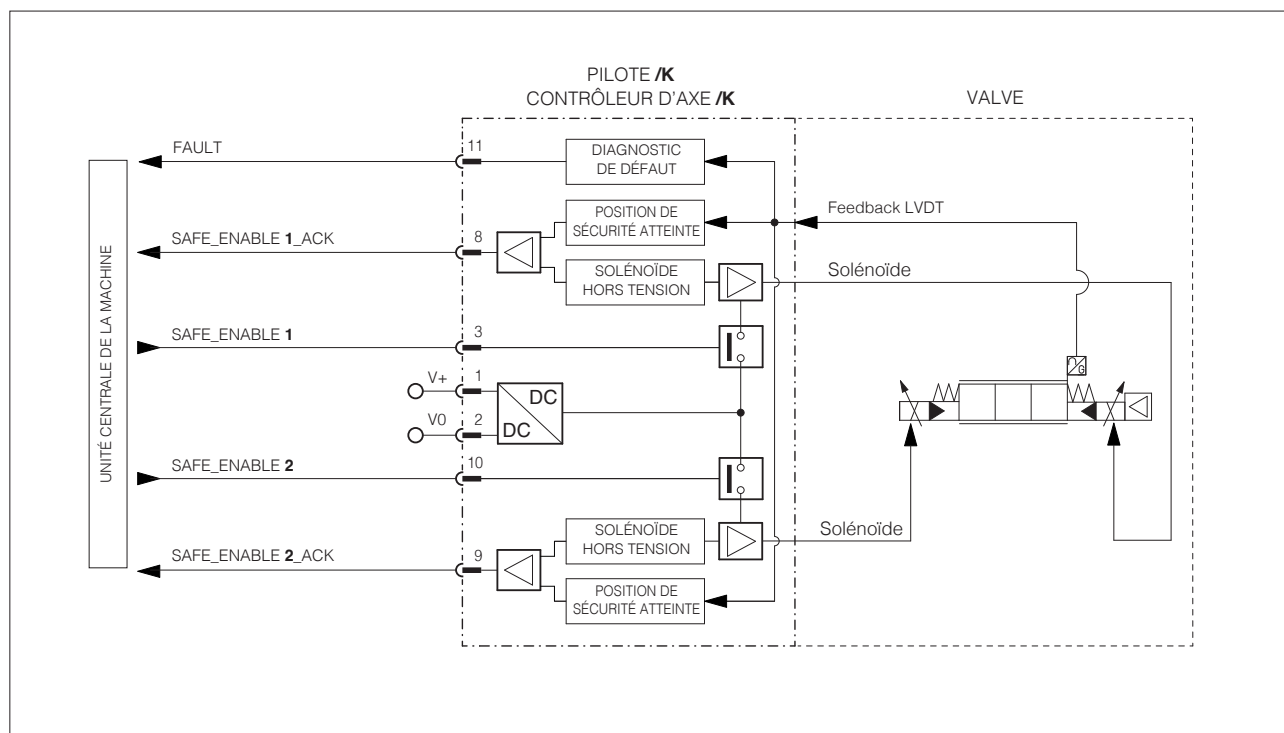 PILOTE /K
CONTRÔLEUR D'AXE /K
VALVE
FAULT
11
DIAGNOSTIC
DE DÉFAUT
POSITION DE
SÉCURITÉ ATTEINTE
Feedback LVDT
SAFE_ENABLE 1_ACK
8
SOLÉNOÏDE
HORS TENSION
Solénoïde
SAFE_ENABLE 1
3
V+
1
DC
DC
V0
2
G
UNITÉ CENTRALE DE LA MACHINE
SAFE_ENABLE 2
10
SOLÉNOÏDE
HORS TENSION
Solénoïde
SAFE_ENABLE 2_ACK
9
POSITION DE
SÉCURITÉ ATTEINTE